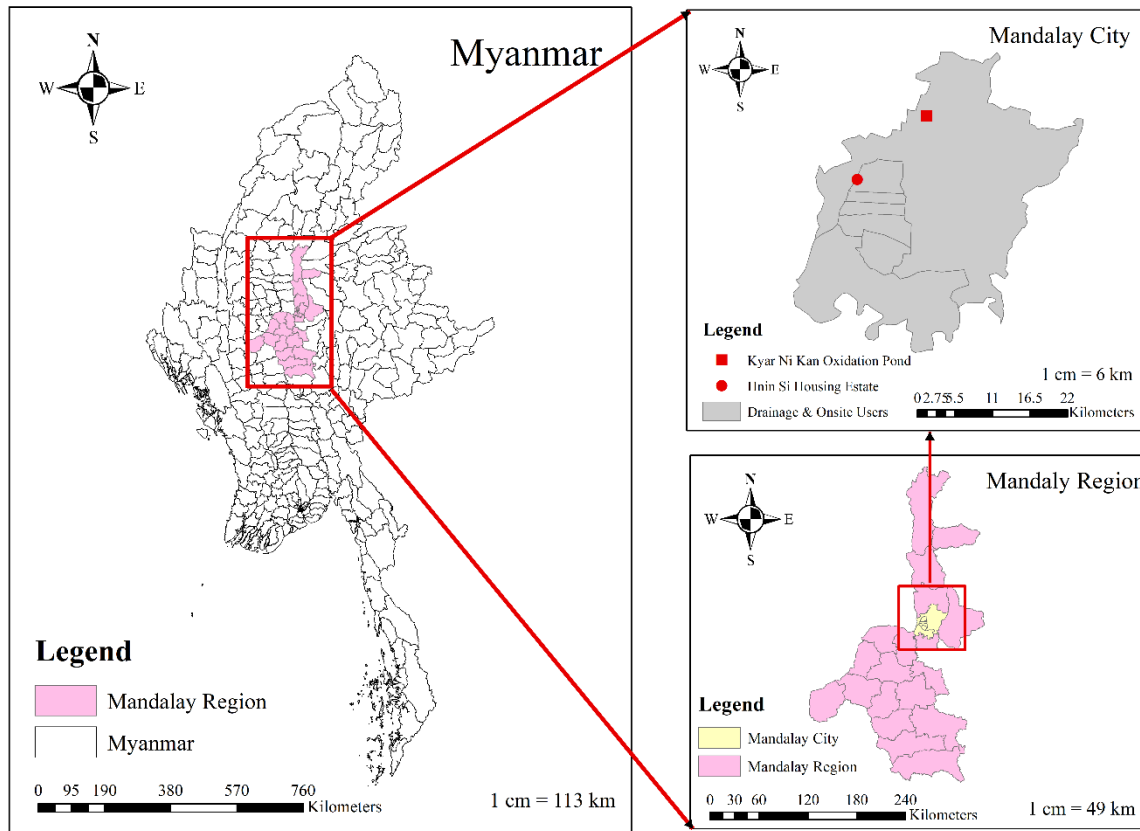 Myanmar
N
W E
S
Legend
Mandalay Region
Myanmar
0 95 190 380 570 760
Kilometers
1 cm = 113 km
Mandalay City
N
W E
S
Legend
Kyar Ni Kan Oxidation Pond
Hnin Si Housing Estate
Drainage & Onsite Users
1 cm = 6 km
0 2.75 5.5 11 16.5 22
Kilometers
Mandaly Region
N
W E
S
Legend
Mandalay City
Mandalay Region
0 30 60 120 180 240
Kilometers
1 cm = 49 km